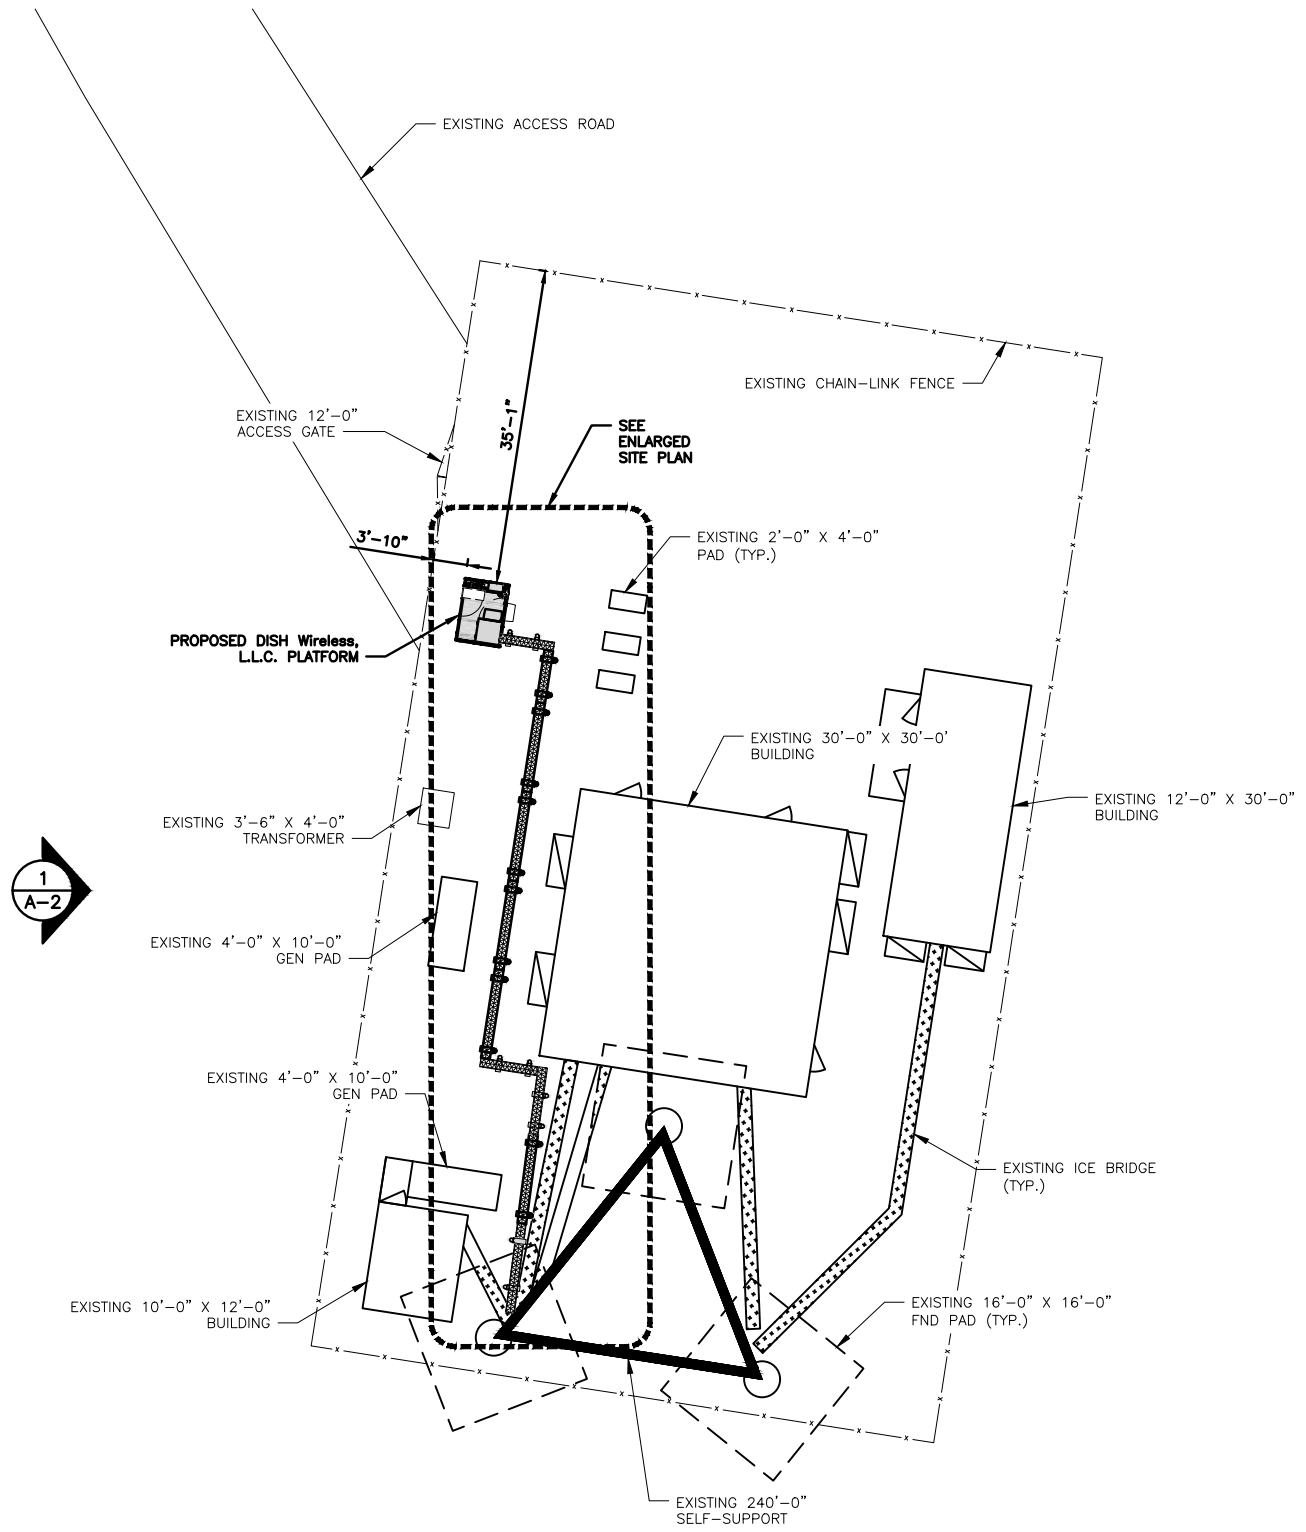 EXISTING ACCESS ROAD
EXISTING CHAIN-LINK FENCE
35'-1"
EXISTING 12'-0"
ACCESS GATE
SEE
ENLARGED
SITE PLAN
3'-10"
EXISTING 2'-0" X 4'-0"
PAD (TYP.)
PROPOSED DISH Wireless,
L.L.C. PLATFORM
EXISTING 30'-0" X 30'-0'
BUILDING
EXISTING 12'-0" X 30'-0"
BUILDING
EXISTING 3'-6" X 4'-0"
TRANSFORMER
1
A-2
EXISTING 4'-0" X 10'-0"
GEN PAD
EXISTING 4'-0" X 10'-0"
GEN PAD
EXISTING ICE BRIDGE
(TYP.)
EXISTING 10'-0" X 12'-0"
BUILDING
EXISTING 16'-0" X 16'-0"
FND PAD (TYP.)
EXISTING 240'-0"
SELF-SUPPORT